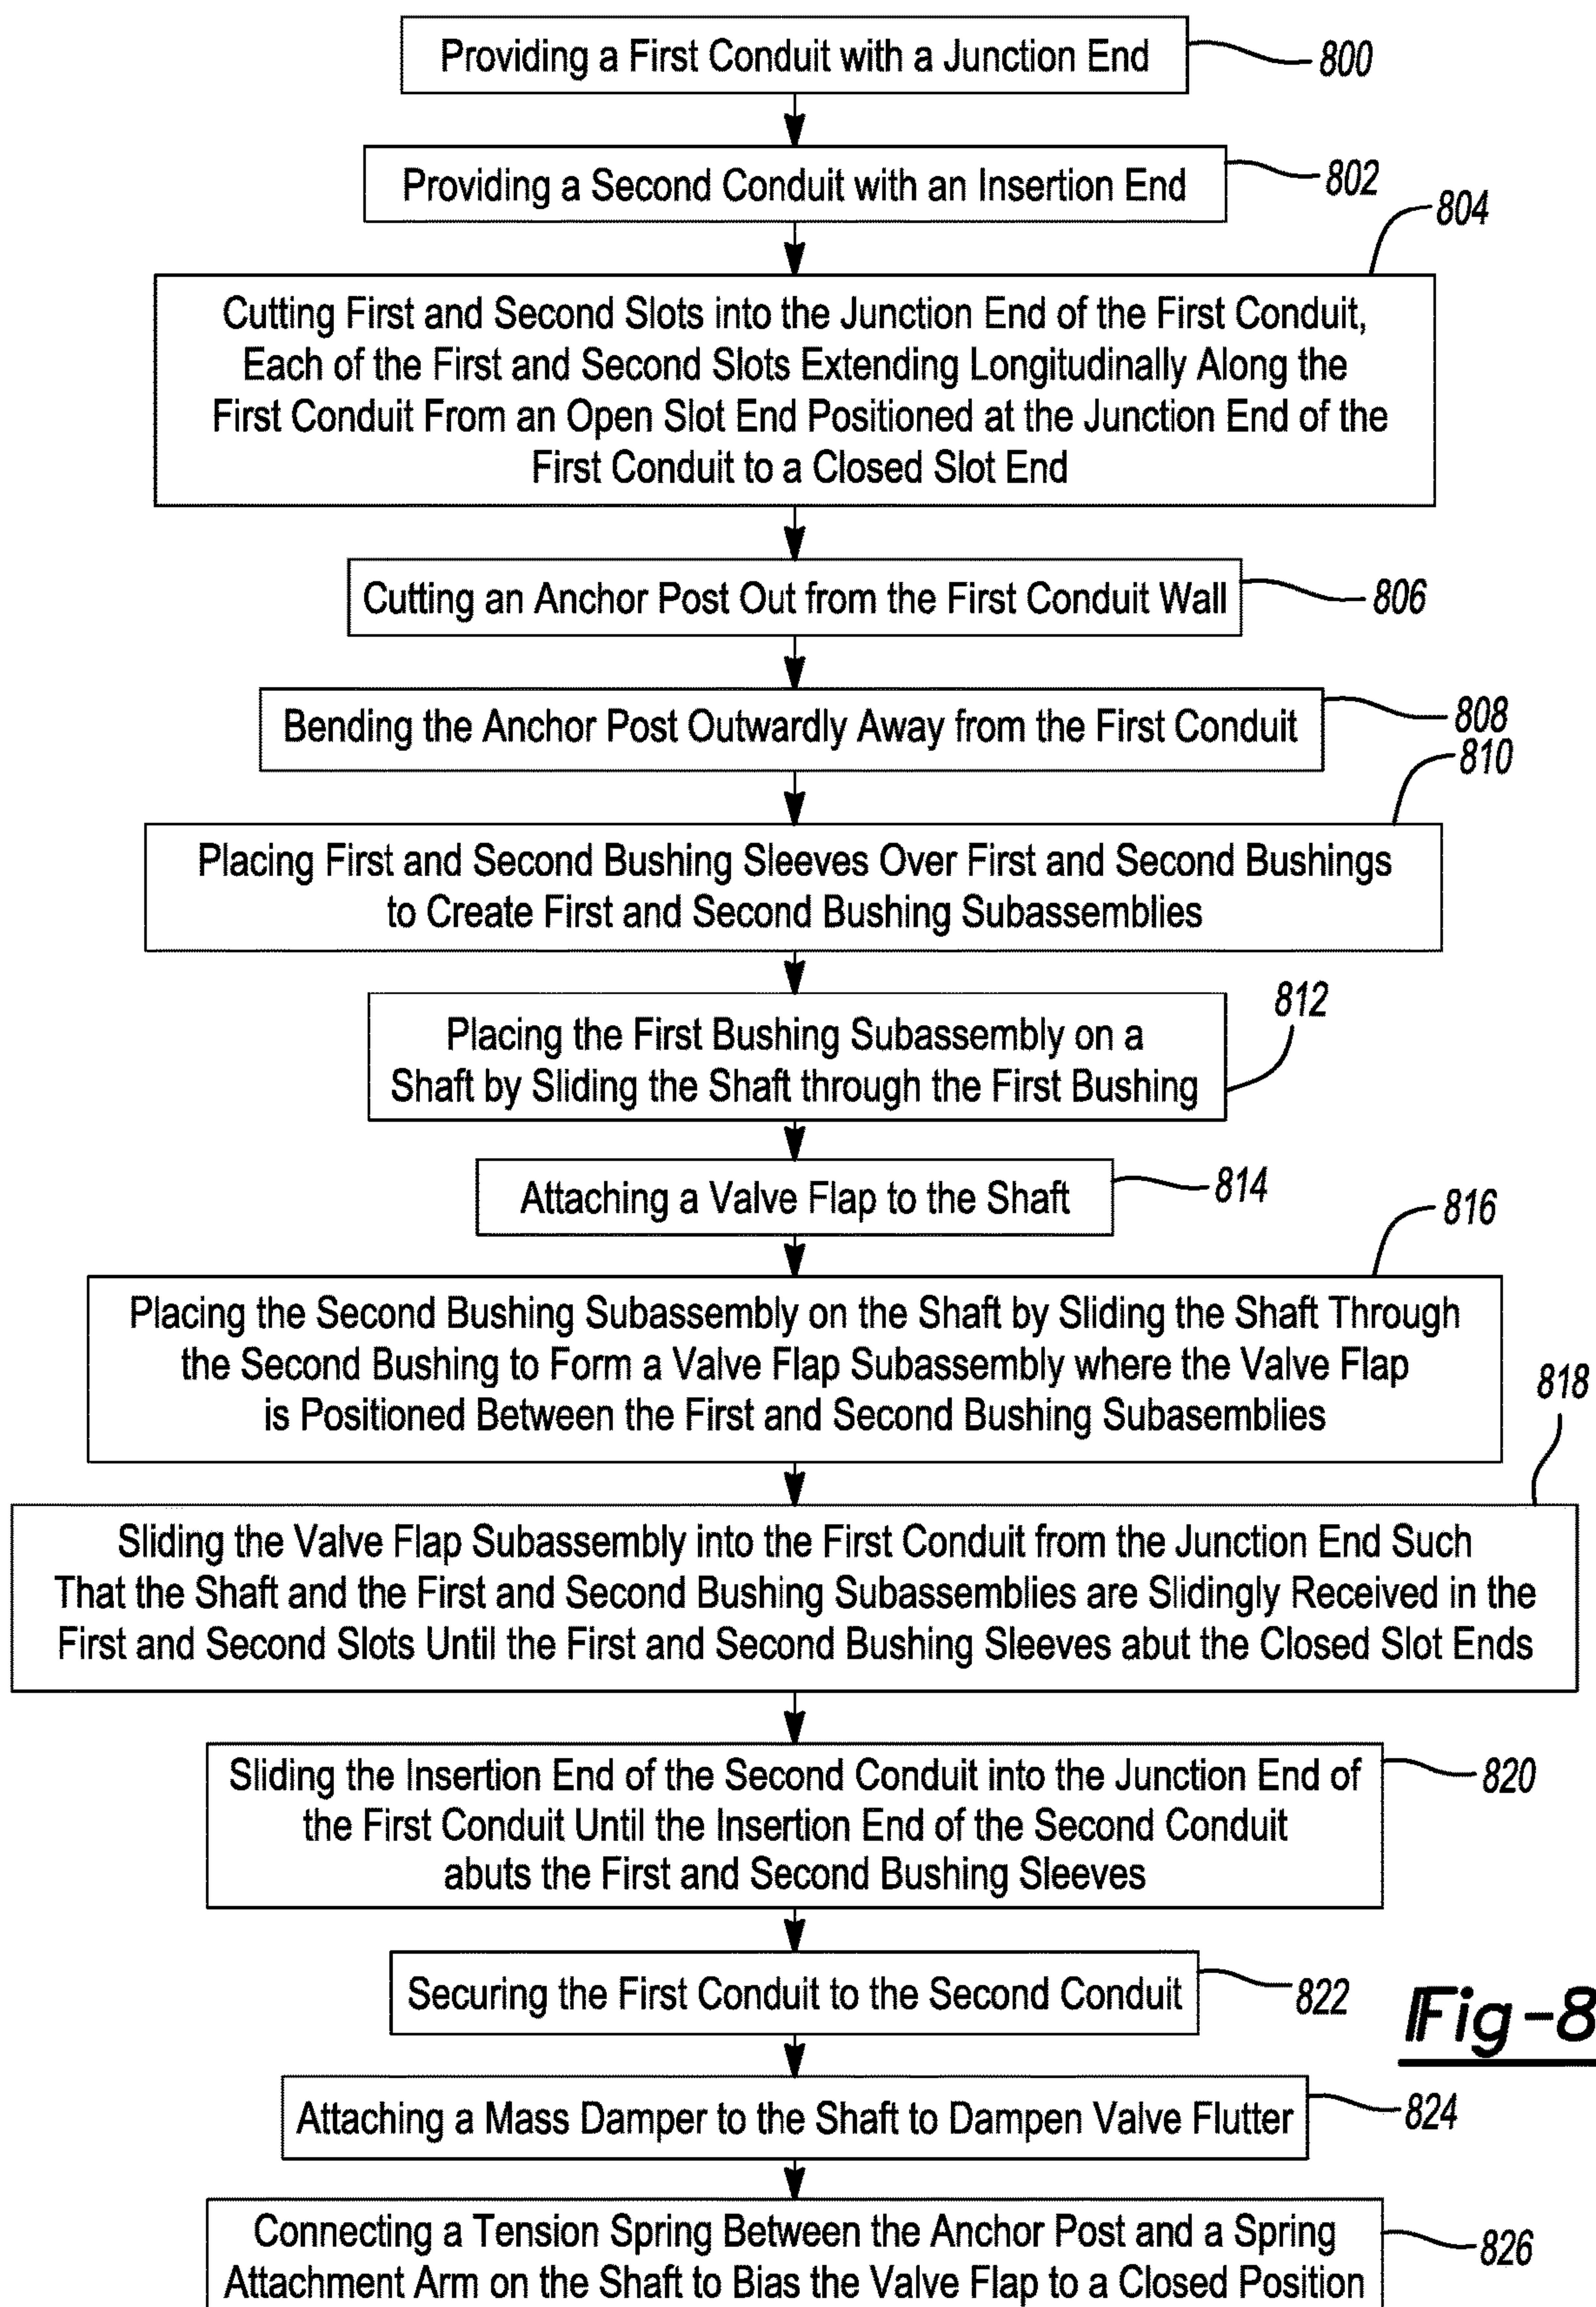 Providing a First Conduit with a Junction End
800
Providing a Second Conduit with an Insertion End
802
804
Cutting First and Second Slots into the Junction End of the First Conduit,
Each of the First and Second Slots Extending Longitudinally Along the
First Conduit From an Open Slot End Positioned at the Junction End of the
First Conduit to a Closed Slot End
Cutting an Anchor Post Out from the First Conduit Wall
806
Bending the Anchor Post Outwardly Away from the First Conduit
808
810
Placing First and Second Bushing Sleeves Over First and Second Bushings
to Create First and Second Bushing Subassemblies
812
Placing the First Bushing Subassembly on a
Shaft by Sliding the Shaft through the First Bushing
Attaching a Valve Flap to the Shaft
814
816
Placing the Second Bushing Subassembly on the Shaft by Sliding the Shaft Through
the Second Bushing to Form a Valve Flap Subassembly where the Valve Flap
is Positioned Between the First and Second Bushing Subasemblies
818
Sliding the Valve Flap Subassembly into the First Conduit from the Junction End Such
That the Shaft and the First and Second Bushing Subassemblies are Slidingly Received in the
First and Second Slots Until the First and Second Bushing Sleeves abut the Closed Slot Ends
Sliding the Insertion End of the Second Conduit into the Junction End of
the First Conduit Until the Insertion End of the Second Conduit
abuts the First and Second Bushing Sleeves
820
Securing the First Conduit to the Second Conduit
822
Fig-8
Attaching a Mass Damper to the Shaft to Dampen Valve Flutter
824
Connecting a Tension Spring Between the Anchor Post and a Spring
Attachment Arm on the Shaft to Bias the Valve Flap to a Closed Position
826